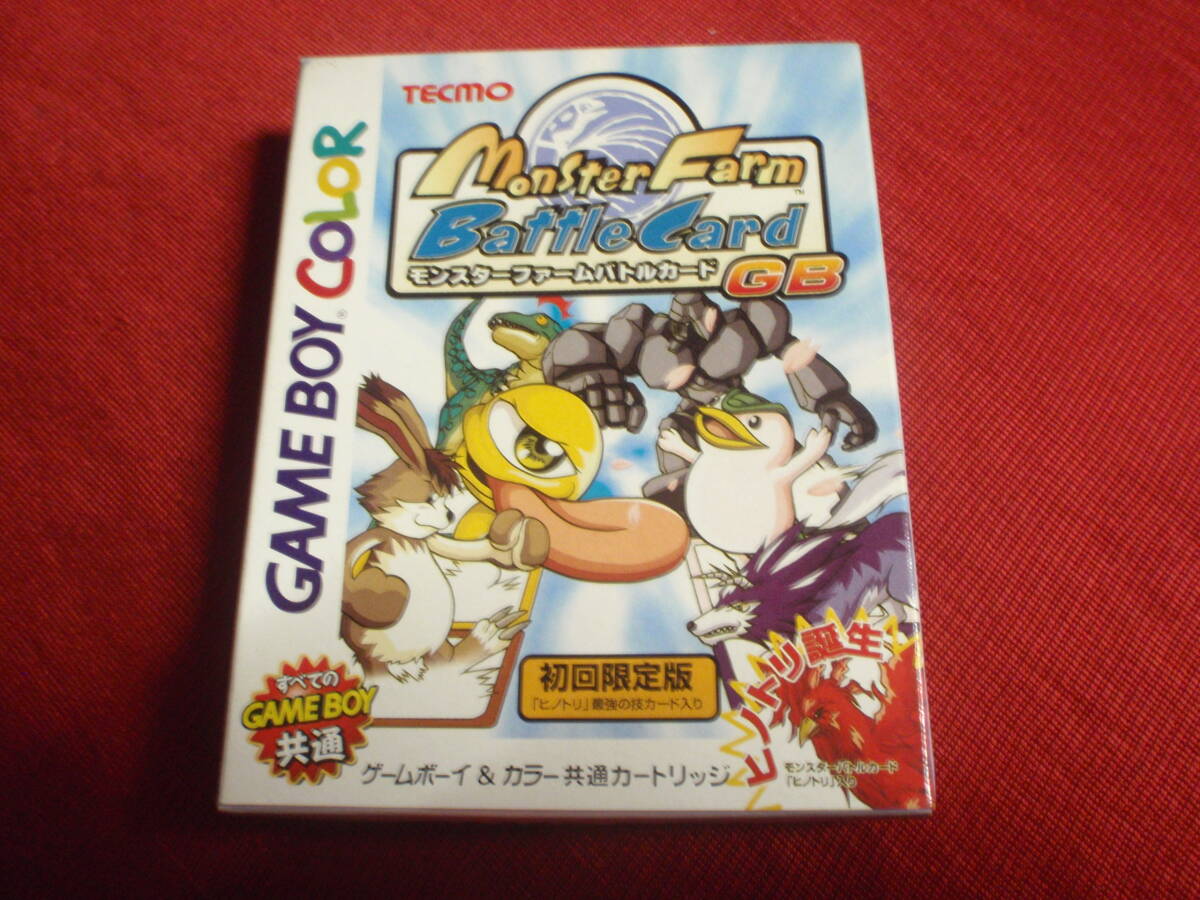 TECMO
Monster Farm™
Battle Card
モンスターファームバトルカード GB
GAME BOY® COLOR
初回限定版
「ヒノトリ」最強の技カード入り
ヒノトリ誕生
モンスターバトルカード
「ヒノトリ」入り
すべての
GAME BOY
共通
ゲームボーイ & カラー共通カートリッジ